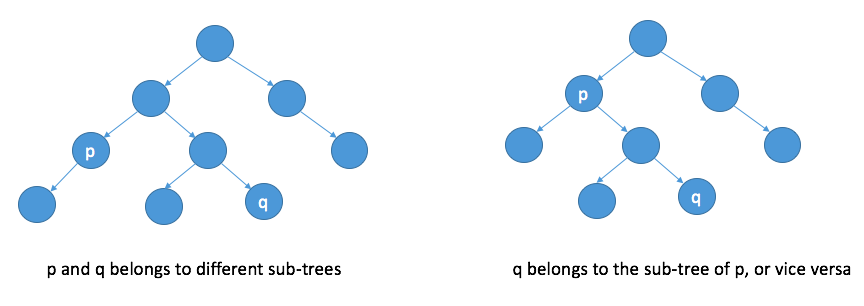 p
p
q
q
p and q belongs to different sub-trees
q belongs to the sub-tree of p, or vice versa